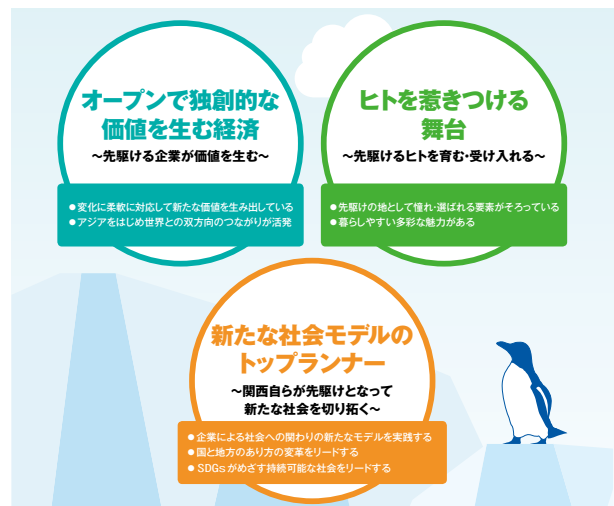 オープンで独創的な
価値を生む経済
~先駆ける企業が価値を生む~
●変化に柔軟に対応して新たな価値を生み出している
●アジアをはじめ世界との双方向のつながりが活発
ヒトを惹きつける
舞台
~先駆けるヒトを育む・受け入れる~
●先駆けの地として憧れ・選ばれる要素がそろっている
●暮らしやすい多彩な魅力がある
新たな社会モデルの
トップランナー
~関西自らが先駆けとなって
新たな社会を切り拓く~
●企業による社会への関わりの新たなモデルを実践する
●国と地方のあり方の変革をリードする
●SDGsがめざす持続可能な社会をリードする